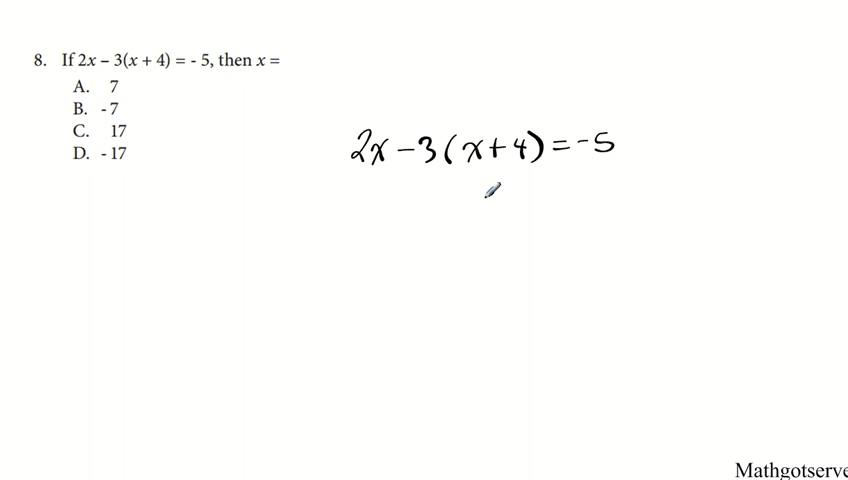 8. If 2x – 3(x + 4) = - 5, then x =
A. 7
B. - 7
C. 17
D. - 17
2x - 3(x+4) = -5
Mathgotserve